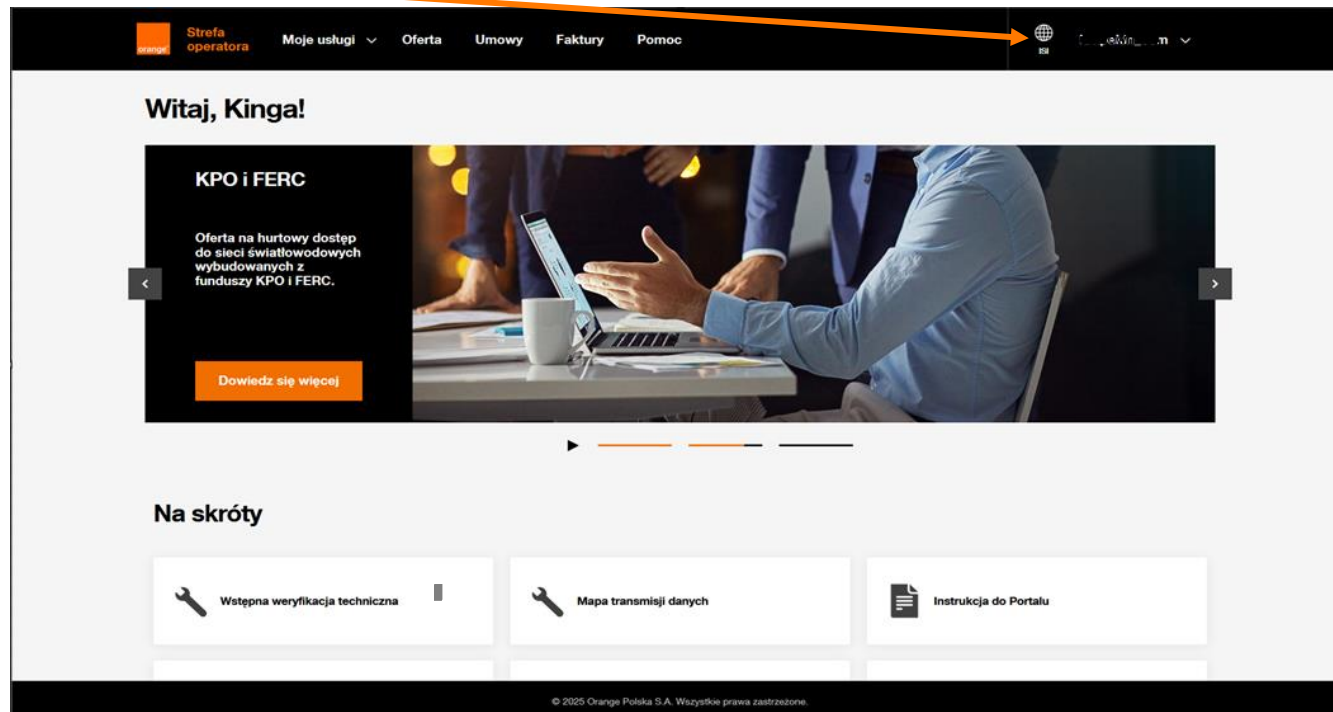 orange
Strefa
operatora
Moje usługi
Oferta
Umowy
Faktury
Pomoc
ISI
Witaj, Kinga!
KPO i FERC
Oferta na hurtowy dostęp
do sieci światłowodowych
wybudowanych z
funduszy KPO i FERC.
Dowiedz się więcej
Na skróty
Wstępna weryfikacja techniczna
Mapa transmisji danych
Instrukcja do Portalu
© 2025 Orange Polska S.A. Wszystkie prawa zastrzeżone.